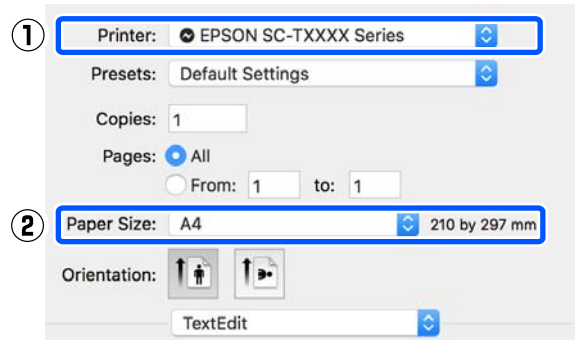 ① Printer: EPSON SC-TXXXX Series
Presets: Default Settings
Copies: 1
Pages: All
From: 1 to: 1
② Paper Size: A4 210 by 297 mm
Orientation:
TextEdit